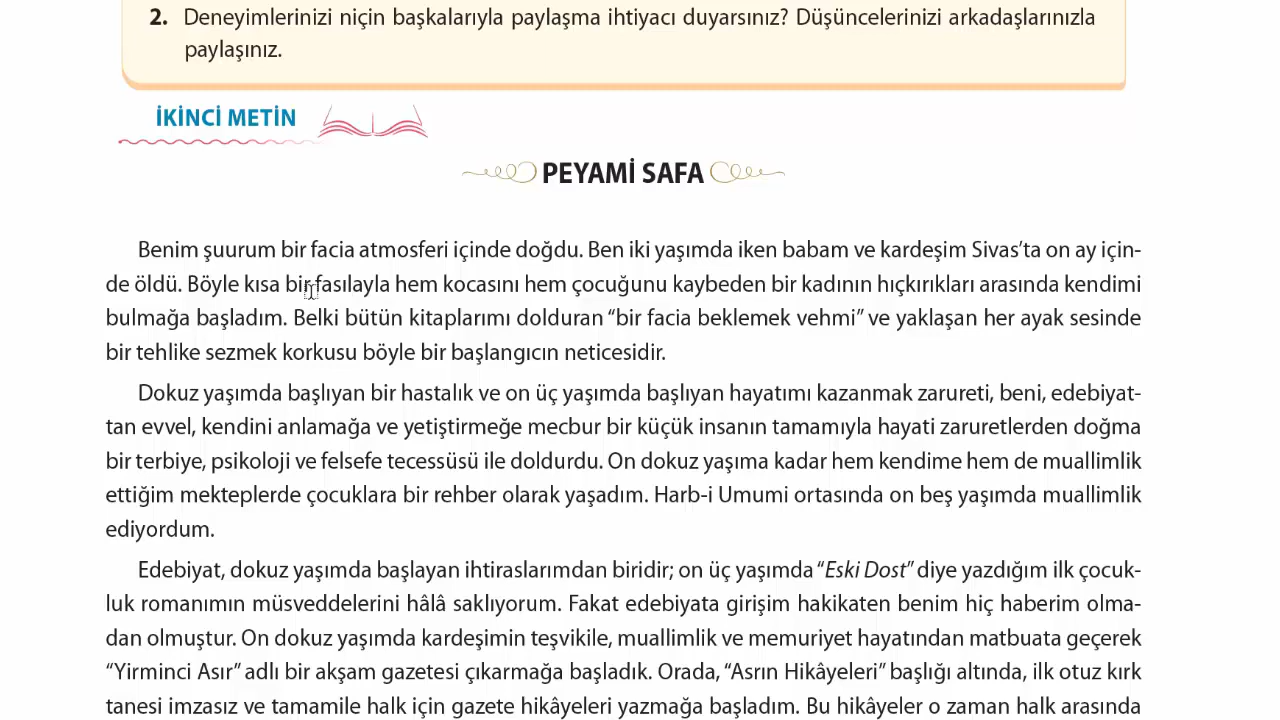 2. Deneyimlerinizi niçin başkalarıyla paylaşma ihtiyacı duyarsınız? Düşüncelerinizi arkadaşlarınızla
paylaşınız.
İKİNCİ METİN
PEYAMİ SAFA
Benim şuurum bir facia atmosferi içinde doğdu. Ben iki yaşımda iken babam ve kardeşim Sivas’ta on ay için-
de öldü. Böyle kısa bir fasılayla hem kocasını hem çocuğunu kaybeden bir kadının hıçkırıkları arasında kendimi
bulmağa başladım. Belki bütün kitaplarımı dolduran “bir facia beklemek vehmi” ve yaklaşan her ayak sesinde
bir tehlike sezmek korkusu böyle bir başlangıcın neticesidir.
Dokuz yaşımda başlıyan bir hastalık ve on üç yaşımda başlıyan hayatımı kazanmak zarureti, beni, edebiyat-
tan evvel, kendini anlamağa ve yetiştirmeğe mecbur bir küçük insanın tamamıyla hayati zaruretlerden doğma
bir terbiye, psikoloji ve felsefe tecessüsü ile doldurdu. On dokuz yaşıma kadar hem kendime hem de muallimlik
ettiğim mekteplerde çocuklara bir rehber olarak yaşadım. Harb-i Umumi ortasında on beş yaşımda muallimlik
ediyordum.
Edebiyat, dokuz yaşımda başlayan ihtiraslarımdan biridir; on üç yaşımda “Eski Dost” diye yazdığım ilk çocuk-
luk romanımın müsveddelerini hâlâ saklıyorum. Fakat edebiyata girişim hakikaten benim hiç haberim olma-
dan olmuştur. On dokuz yaşımda kardeşimin teşvikile, muallimlik ve memuriyet hayatından matbuata geçerek
“Yirminci Asır” adlı bir akşam gazetesi çıkarmağa başladık. Orada, “Asrın Hikâyeleri” başlığı altında, ilk otuz kırk
tanesi imzasız ve tamamile halk için gazete hikâyeleri yazmağa başladım. Bu hikâyeler o zaman halk arasında